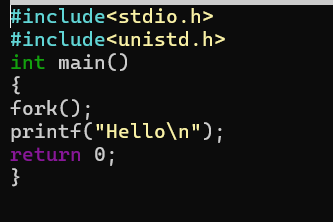 #include<stdio.h>
#include<unistd.h>
int main()
{
fork();
printf("Hello\n");
return 0;
}